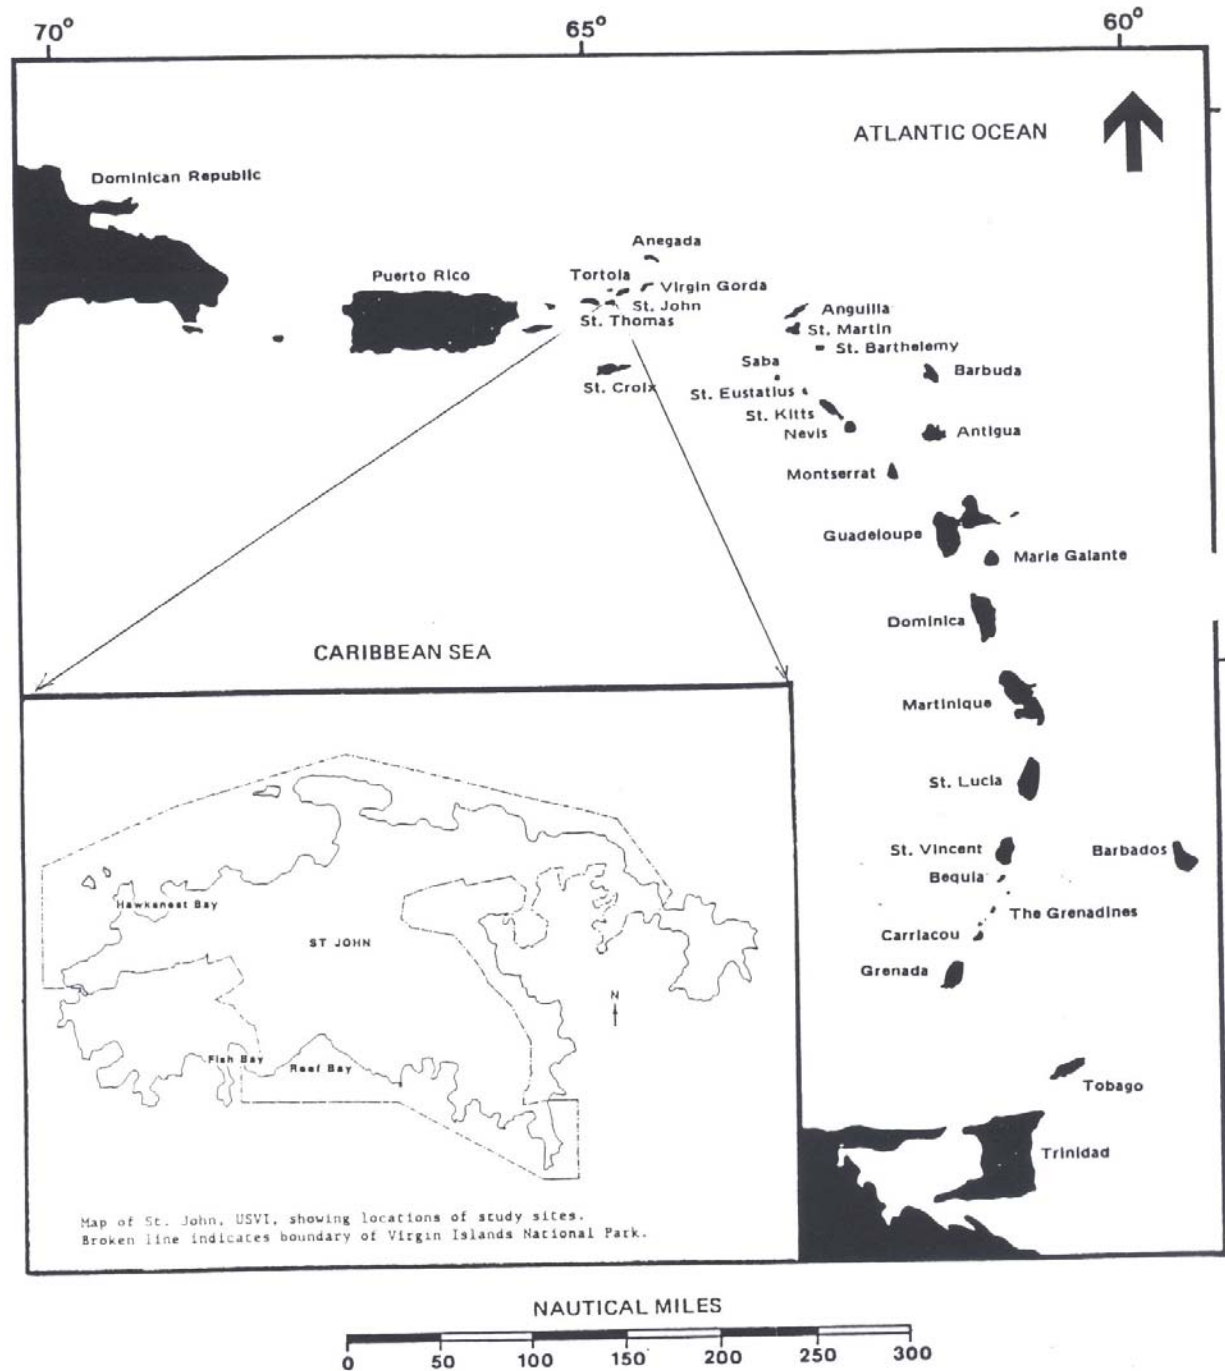 70°
65°
60°
ATLANTIC OCEAN
Dominican Republic
Anegada
Puerto Rico
Tortola
Virgin Gorda
St. John
St. Thomas
Anguilla
St. Martin
St. Barthelemy
Saba
Barbuda
St. Croix
St. Eustatius
St. Kitts
Nevis
Antigua
Montserrat
Guadeloupe
Marie Galante
Dominica
CARIBBEAN SEA
Martinique
St. Lucia
St. Vincent
Barbados
Bequia
The Grenadines
Carriacou
Grenada
Hawksnest Bay
ST JOHN
N
Fish Bay
Reef Bay
Tobago
Trinidad
Map of St. John, USVI, showing locations of study sites.
Broken line indicates boundary of Virgin Islands National Park.
NAUTICAL MILES
0 50 100 150 200 250 300